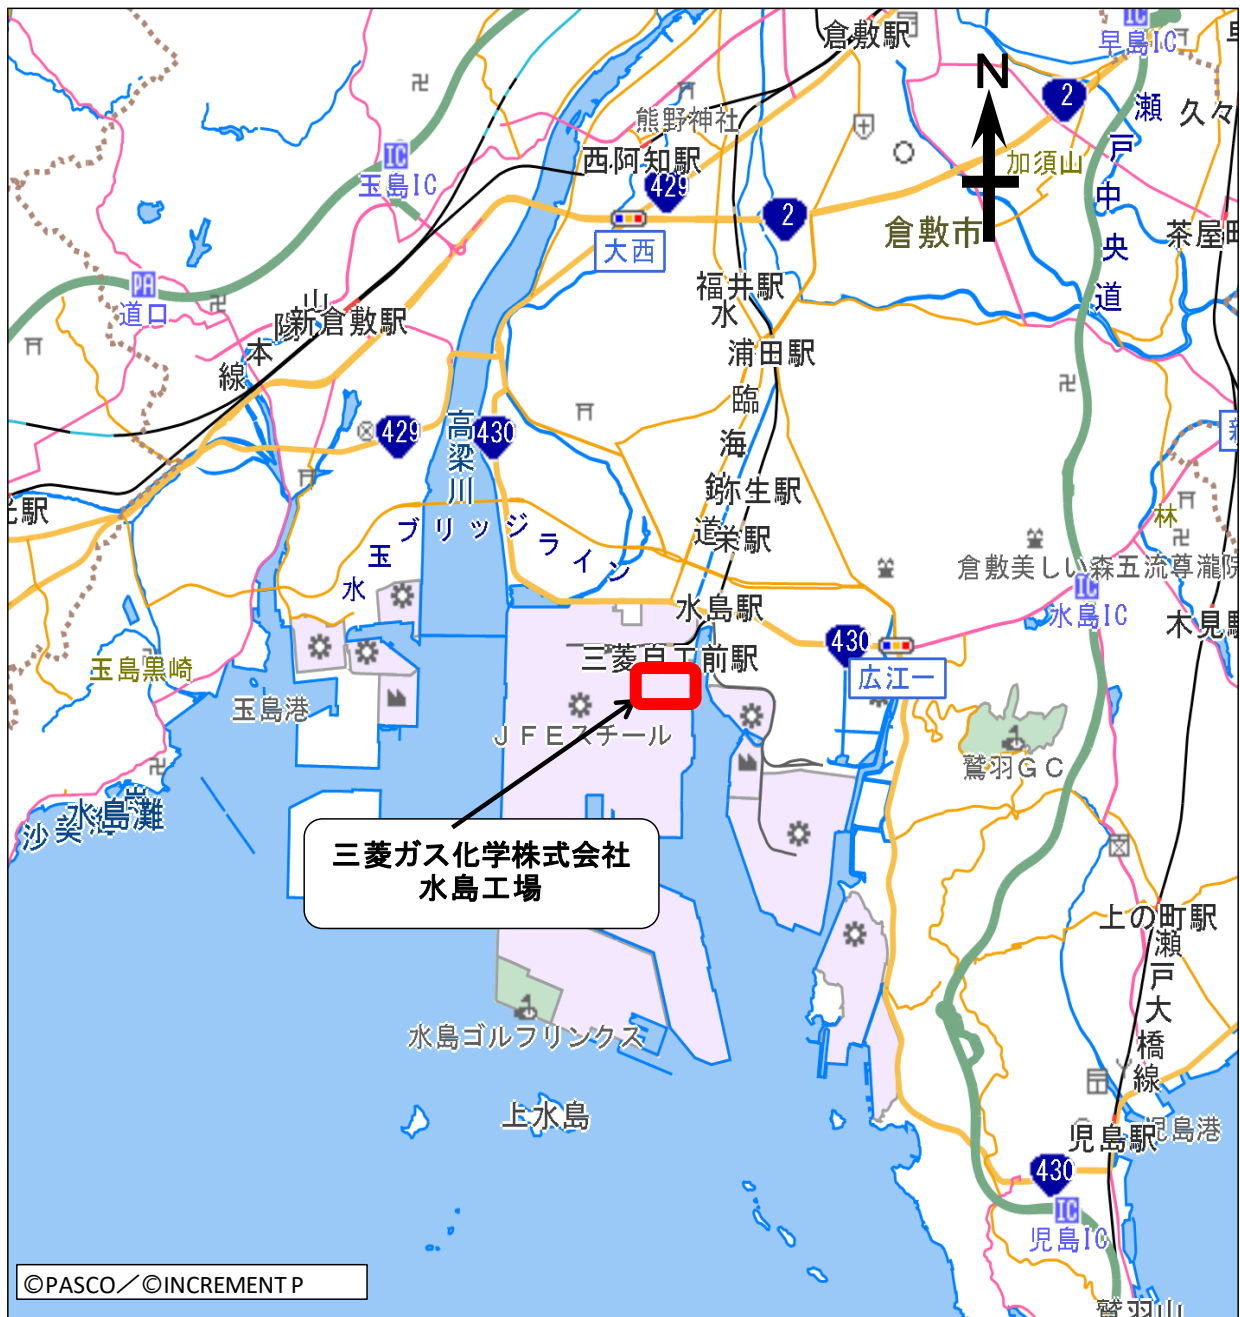 倉敷駅
IC
早島IC
N
2
瀬戸中央道
久々
熊野神社
加須山
西阿知駅
429
IC
玉島IC
2
倉敷市
茶屋町
大西
PA
道口
福井駅
山陽本線
新倉敷駅
水島臨海鉄道
浦田駅
429
高梁川
430
弥生駅
栄駅
林
水玉ブリッジライン
倉敷美しい森
五流尊瀧院
IC
水島IC
水島駅
木見駅
430
三菱自工前駅
広江一
玉島黒崎
玉島港
JFEスチール
鷲羽GC
水島灘
三菱ガス化学株式会社
水島工場
上の町駅
瀬戸大橋線
水島ゴルフリンクス
上水島
児島駅
児島港
430
IC
児島IC
©PASCO／©INCREMENT P
鷲羽山